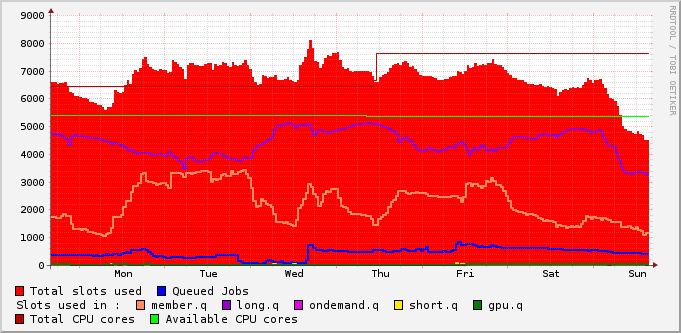 9000
8000
7000
6000
5000
4000
3000
2000
1000
0
Mon Tue Wed Thu Fri Sat Sun
RRDTOOL / TOBI OETIKER
Total slots used Queued Jobs
Slots used in : member.q long.q ondemand.q short.q gpu.q
Total CPU cores Available CPU cores